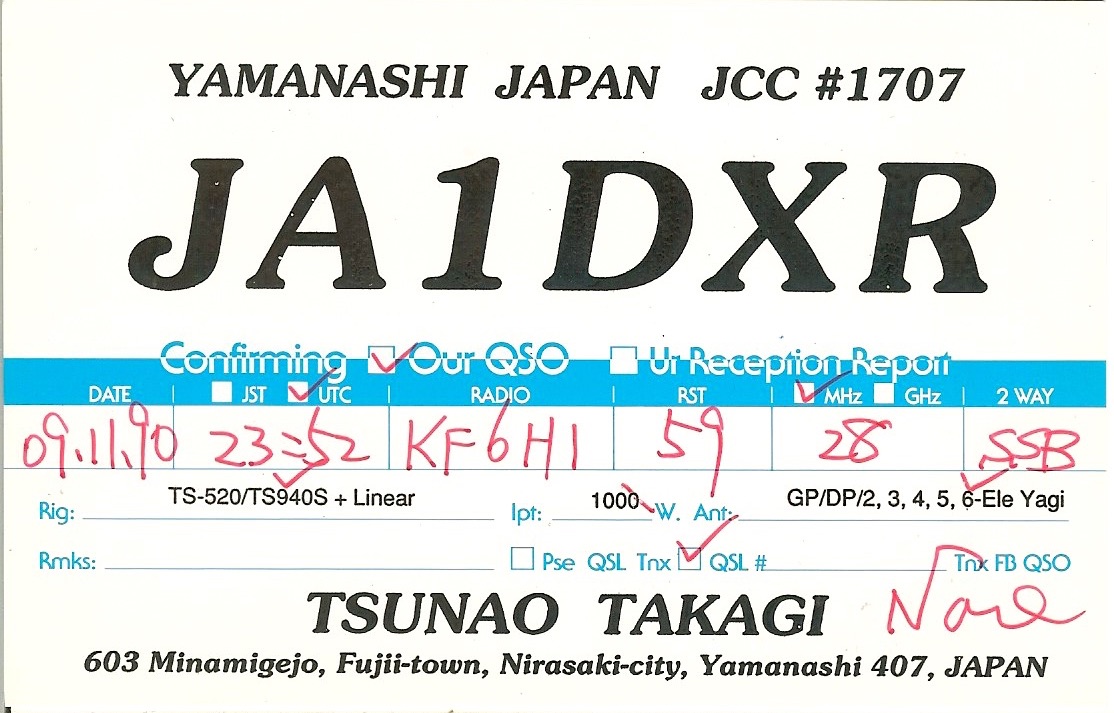 YAMANASHI JAPAN JCC #1707
JA1DXR
Confirming Our QSO Ur Reception Report
DATE JST UTC RADIO RST MHz GHz 2 WAY
09.11.90 23:52 KF6HI 59 28 SSB
Rig: TS-520/TS940S + Linear Ipt: 1000 W. Ant: GP/DP/2, 3, 4, 5, 6-Ele Yagi
Rmks: Pse QSL Tnx QSL # Tnx FB QSO
TSUNAO TAKAGI
603 Minamigejo, Fujii-town, Nirasaki-city, Yamanashi 407, JAPAN